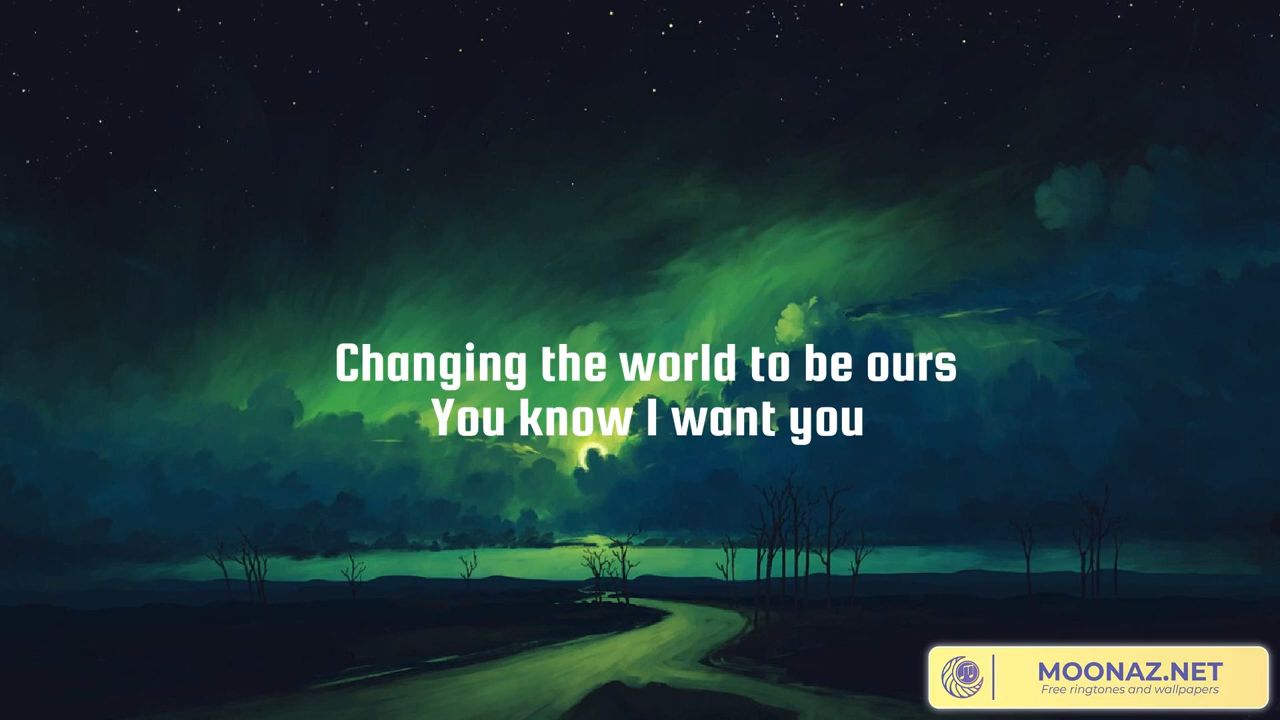 Changing the world to be ours
You know I want you
MOONAZ.NET
Free ringtones and wallpapers